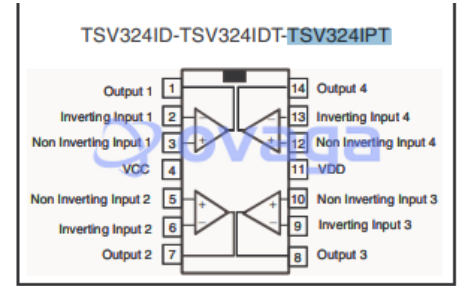 TSV324ID-TSV324IDT-TSV324IPT
Output 1 1 14 Output 4
Inverting Input 1 2 13 Inverting Input 4
Non Inverting Input 1 3 12 Non Inverting Input 4
VCC 4 11 VDD
Non Inverting Input 2 5 10 Non Inverting Input 3
Inverting Input 2 6 9 Inverting Input 3
Output 2 7 8 Output 3
ovaga